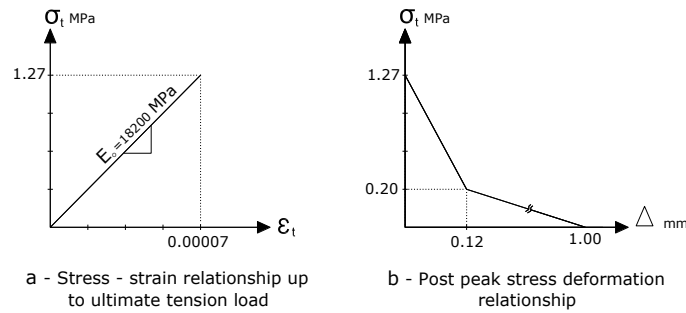 σt MPa
1.27
E₀=18200 MPa
0.00007
εt
a - Stress - strain relationship up
to ultimate tension load
σt MPa
1.27
0.20
0.12
1.00
Δ mm
b - Post peak stress deformation
relationship